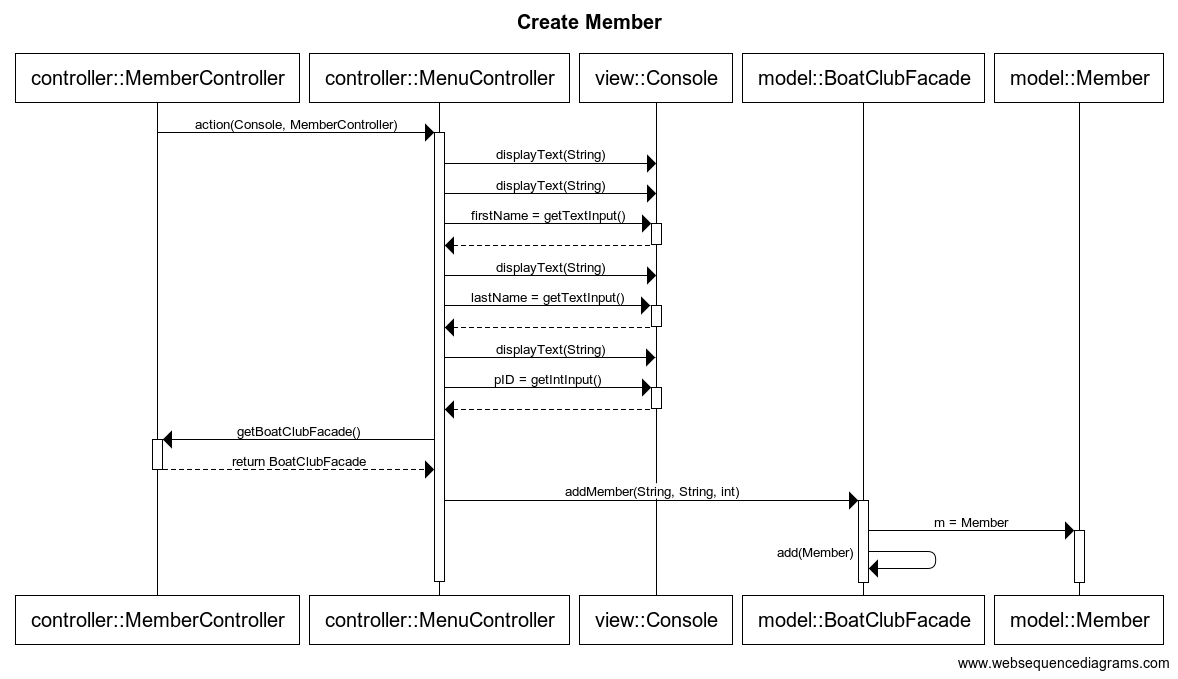 Create Member
controller::MemberController
controller::MenuController
view::Console
model::BoatClubFacade
model::Member
action(Console, MemberController)
displayText(String)
displayText(String)
firstName = getTextInput()
displayText(String)
lastName = getTextInput()
displayText(String)
pID = getIntInput()
getBoatClubFacade()
return BoatClubFacade
addMember(String, String, int)
m = Member
add(Member)
controller::MemberController
controller::MenuController
view::Console
model::BoatClubFacade
model::Member
www.websequencediagrams.com